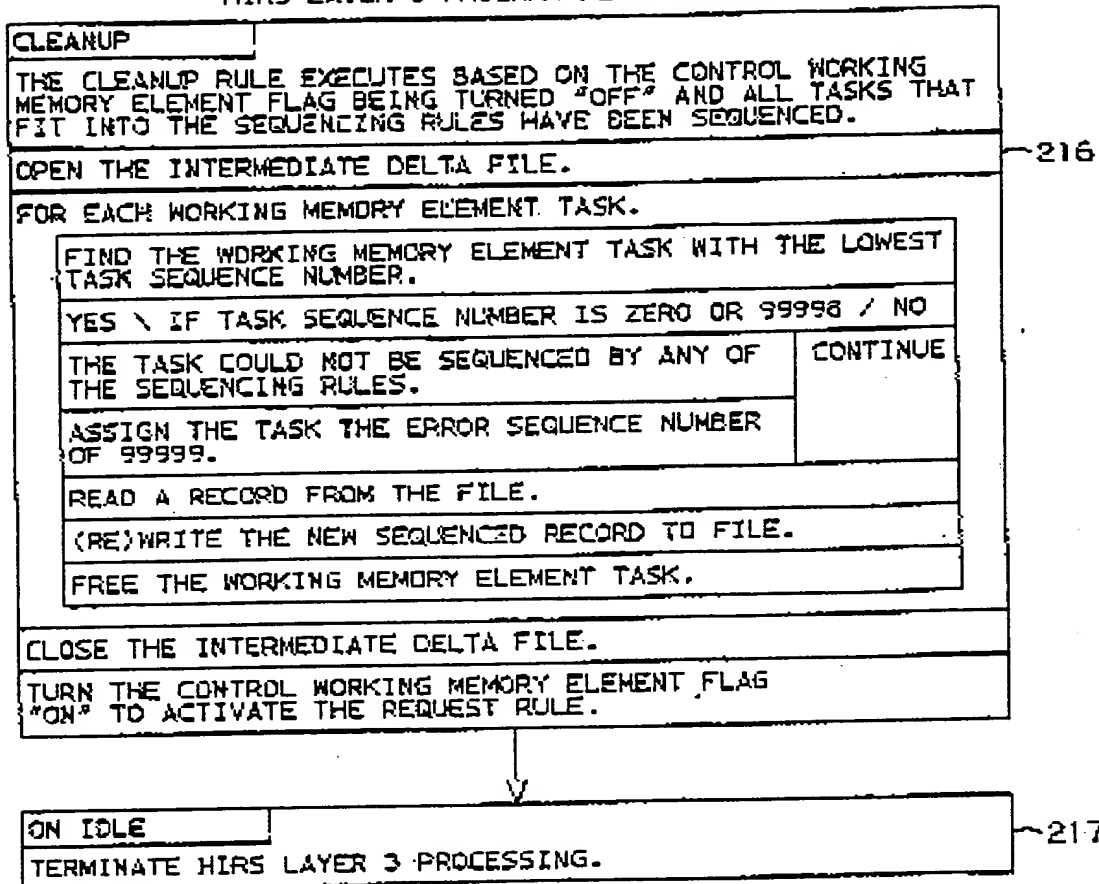 CLEANUP
THE CLEANUP RULE EXECUTES BASED ON THE CONTROL WORKING
MEMORY ELEMENT FLAG BEING TURNED "OFF" AND ALL TASKS THAT
FIT INTO THE SEQUENCING RULES HAVE BEEN SEQUENCED.
OPEN THE INTERMEDIATE DELTA FILE.
216
FOR EACH WORKING MEMORY ELEMENT TASK.
FIND THE WORKING MEMORY ELEMENT TASK WITH THE LOWEST
TASK SEQUENCE NUMBER.
YES \ IF TASK SEQUENCE NUMBER IS ZERO OR 99998 / NO
THE TASK COULD NOT BE SEQUENCED BY ANY OF
THE SEQUENCING RULES.
CONTINUE
ASSIGN THE TASK THE ERROR SEQUENCE NUMBER
OF 99999.
READ A RECORD FROM THE FILE.
(RE)WRITE THE NEW SEQUENCED RECORD TO FILE.
FREE THE WORKING MEMORY ELEMENT TASK.
CLOSE THE INTERMEDIATE DELTA FILE.
TURN THE CONTROL WORKING MEMORY ELEMENT FLAG
"ON" TO ACTIVATE THE REQUEST RULE.
ON IDLE
217
TERMINATE HIRS LAYER 3 PROCESSING.